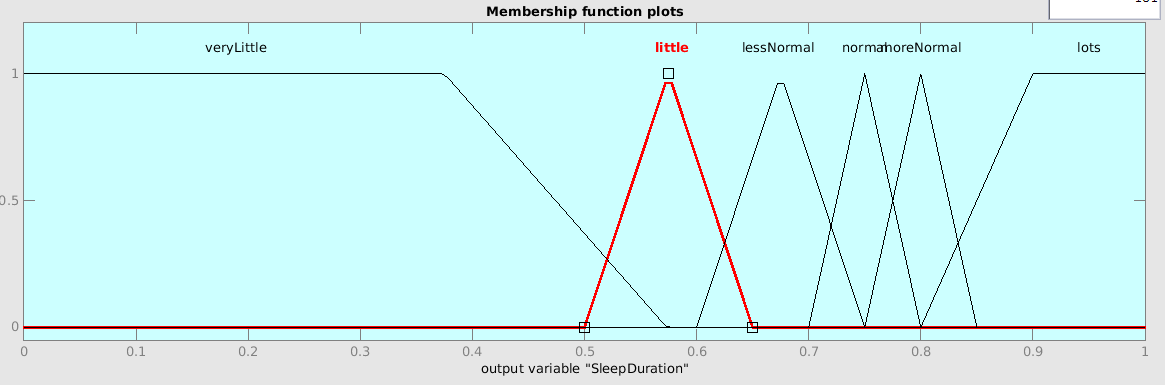 Membership function plots
veryLittle little lessNormal normal moreNormal lots
1
0.5
0
0 0.1 0.2 0.3 0.4 0.5 0.6 0.7 0.8 0.9 1
output variable "SleepDuration"